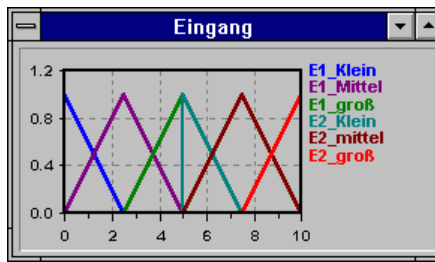 Eingang
1.2
0.8
0.4
0.0
0 2 4 6 8 10
E1_Klein
E1_Mittel
E1_groß
E2_Klein
E2_mittel
E2_groß